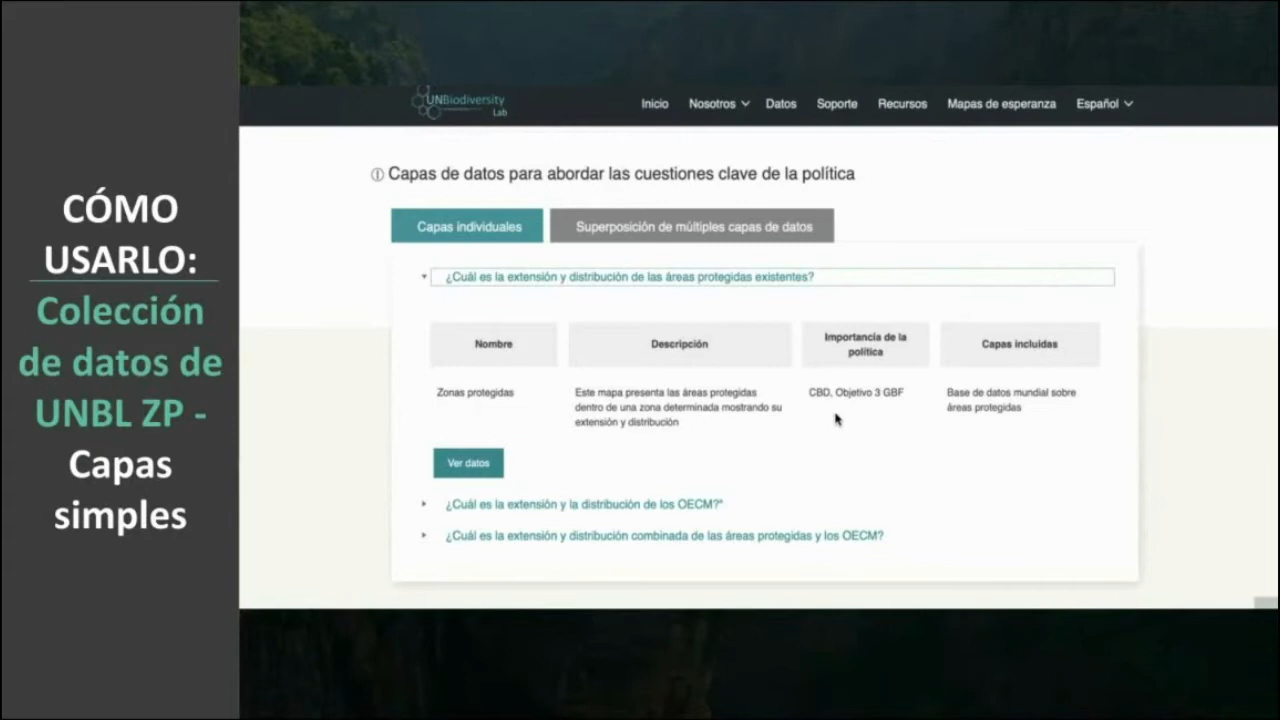 CÓMO
USARLO:
Colección
de datos de
UNBL ZP -
Capas
simples
UNBiodiversity
Lab
Inicio
Nosotros
Datos
Soporte
Recursos
Mapas de esperanza
Español
Capas de datos para abordar las cuestiones clave de la política
Capas individuales
Superposición de múltiples capas de datos
¿Cuál es la extensión y distribución de las áreas protegidas existentes?
Nombre
Descripción
Importancia de la
política
Capas incluidas
Zonas protegidas
Este mapa presenta las áreas protegidas
dentro de una zona determinada mostrando su
extensión y distribución
CBD, Objetivo 3 GBF
Base de datos mundial sobre
áreas protegidas
Ver datos
¿Cuál es la extensión y la distribución de los OECM?*
¿Cuál es la extensión y distribución combinada de las áreas protegidas y los OECM?